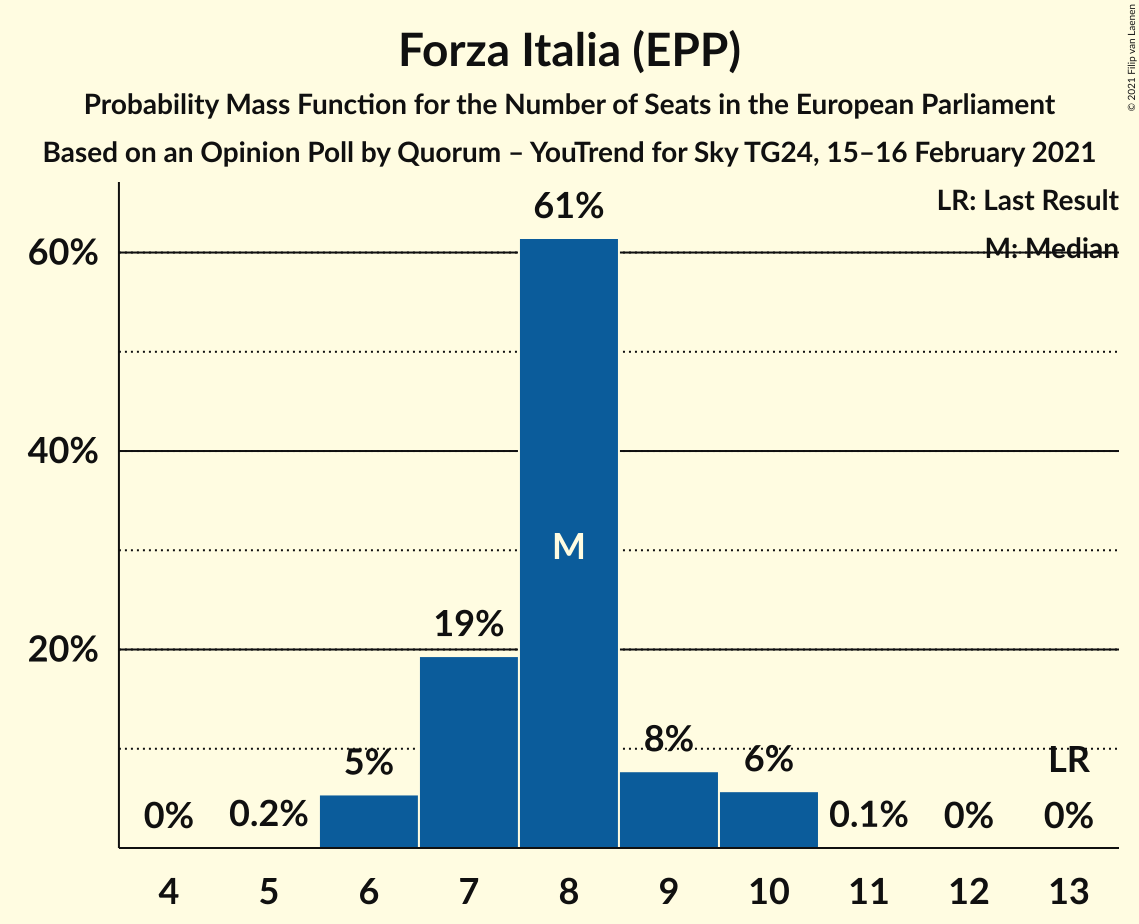 Forza Italia (EPP)
Probability Mass Function for the Number of Seats in the European Parliament
Based on an Opinion Poll by Quorum – YouTrend for Sky TG24, 15–16 February 2021
© 2021 Filip van Laenen
LR: Last Result
M: Median
60%
40%
20%
0%
0.2%
5%
19%
61%
M
8%
6%
0.1%
0%
LR
0%
4 5 6 7 8 9 10 11 12 13